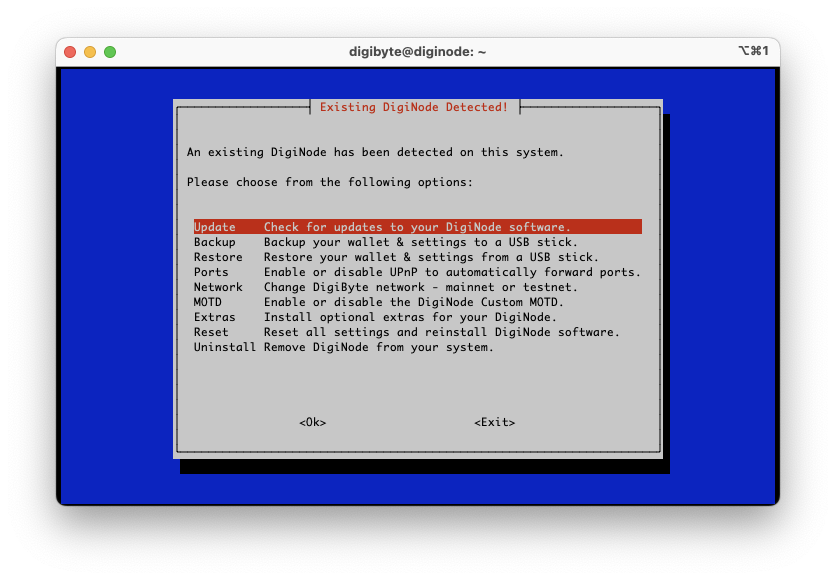 digibyte@diginode: ~
⌥⌘1
Existing DigiNode Detected!
An existing DigiNode has been detected on this system.
Please choose from the following options:
Update Check for updates to your DigiNode software.
Backup Backup your wallet & settings to a USB stick.
Restore Restore your wallet & settings from a USB stick.
Ports Enable or disable UPnP to automatically forward ports.
Network Change DigiByte network - mainnet or testnet.
MOTD Enable or disable the DigiNode Custom MOTD.
Extras Install optional extras for your DigiNode.
Reset Reset all settings and reinstall DigiNode software.
Uninstall Remove DigiNode from your system.
<Ok> <Exit>